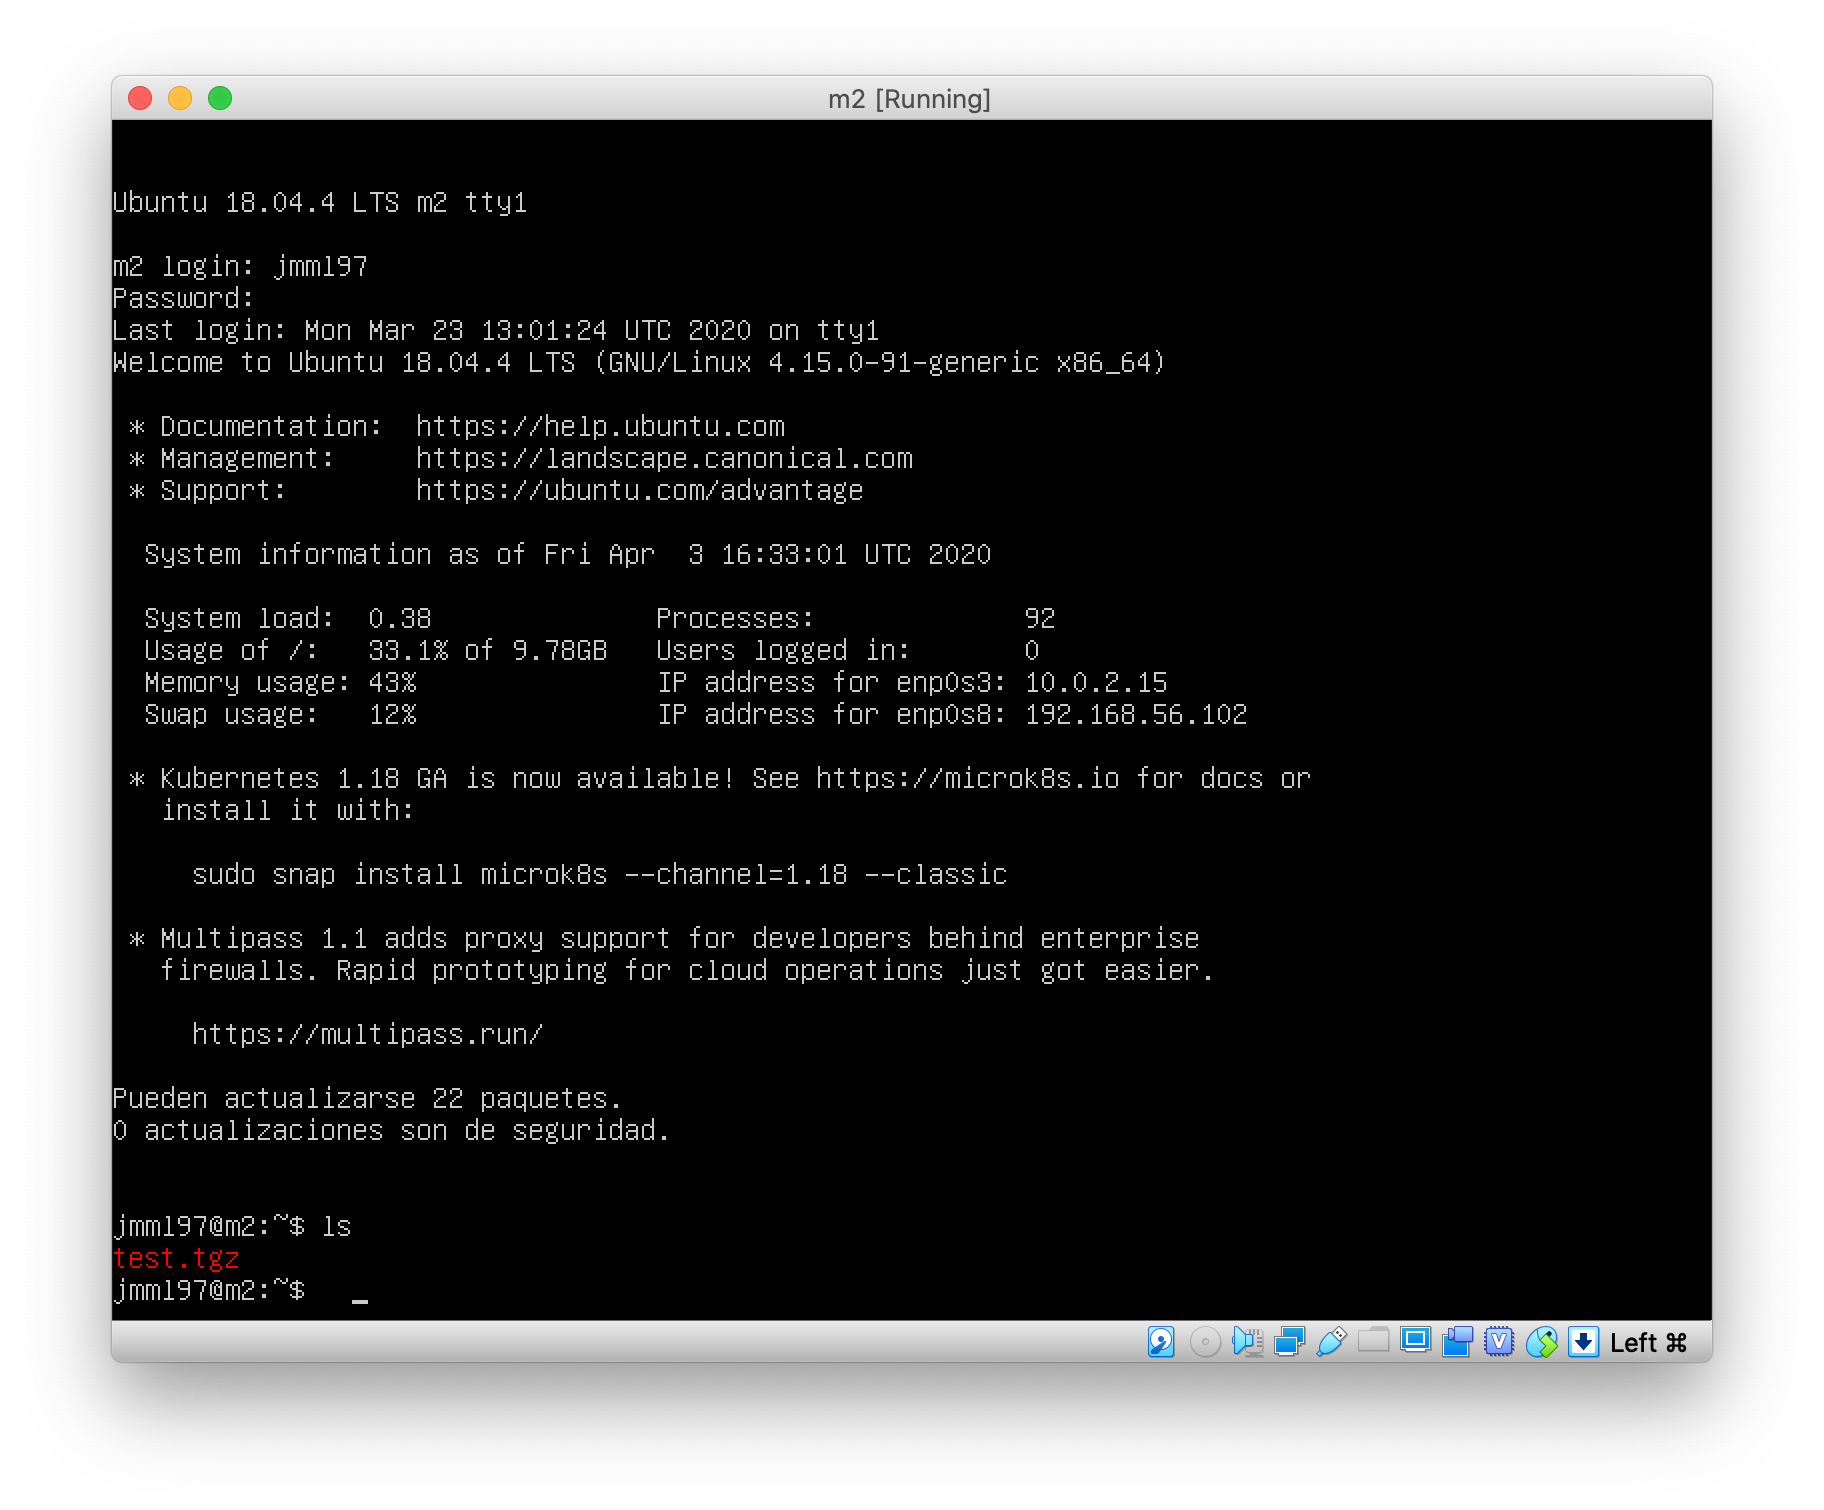 m2 [Running]
Ubuntu 18.04.4 LTS m2 tty1
m2 login: jmml97
Password:
Last login: Mon Mar 23 13:01:24 UTC 2020 on tty1
Welcome to Ubuntu 18.04.4 LTS (GNU/Linux 4.15.0-91-generic x86_64)
* Documentation:  https://help.ubuntu.com
* Management:     https://landscape.canonical.com
* Support:        https://ubuntu.com/advantage
System information as of Fri Apr  3 16:33:01 UTC 2020
System load:  0.38              Processes:             92
Usage of /:   33.1% of 9.78GB   Users logged in:       0
Memory usage: 43%               IP address for enp0s3: 10.0.2.15
Swap usage:   12%               IP address for enp0s8: 192.168.56.102
* Kubernetes 1.18 GA is now available! See https://microk8s.io for docs or
install it with:
sudo snap install microk8s --channel=1.18 --classic
* Multipass 1.1 adds proxy support for developers behind enterprise
firewalls. Rapid prototyping for cloud operations just got easier.
https://multipass.run/
Pueden actualizarse 22 paquetes.
0 actualizaciones son de seguridad.
jmml97@m2:~$ ls
test.tgz
jmml97@m2:~$   _
Left ⌘